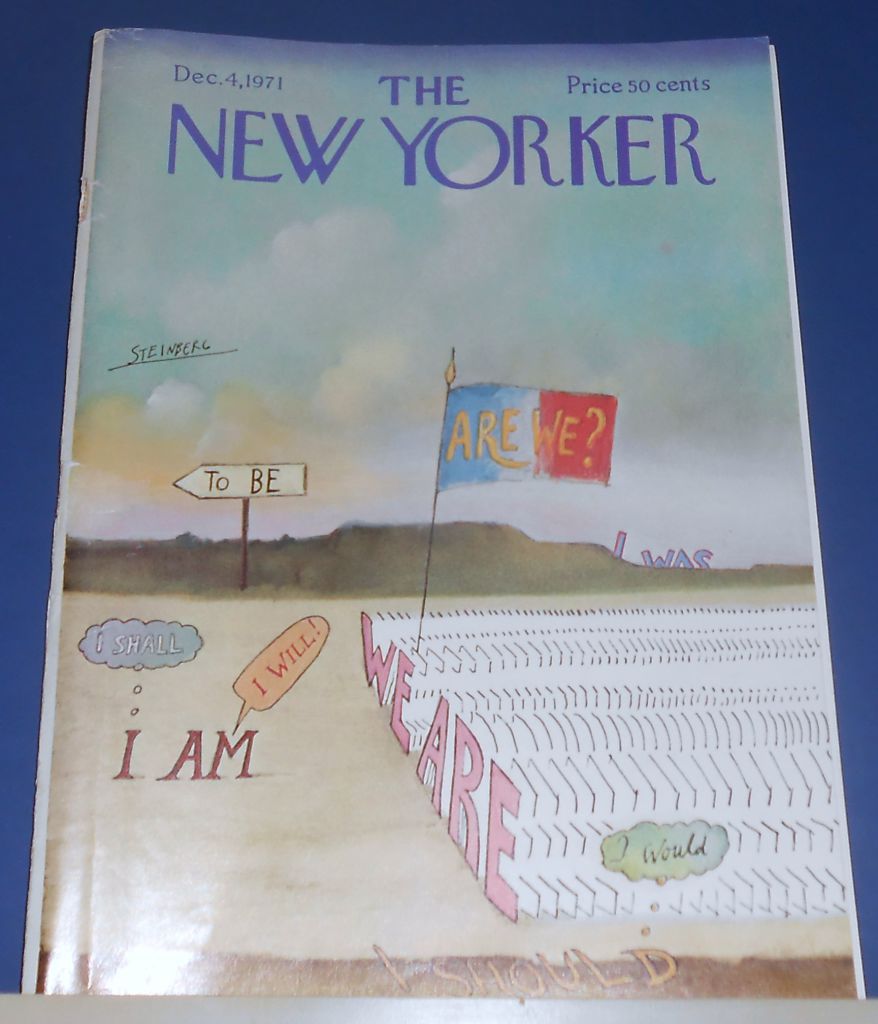 Dec.4,1971
THE
Price 50 cents
NEW YORKER
STEINBERG
ARE WE?
TO BE
I WAS
I SHALL
I WILL!
I AM
WE ARE
I Would
I SHOULD